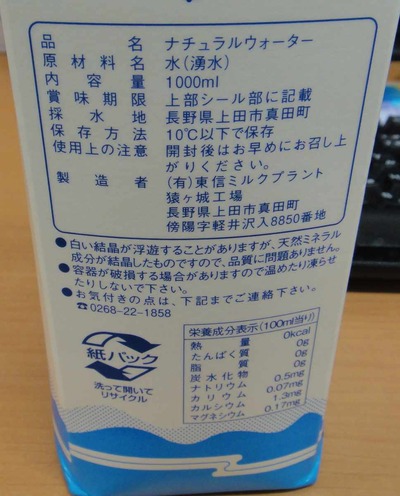 品名 ナチュラルウォーター
原材料名 水(湧水)
内容量 1000ml
賞味期限 上部シール部に記載
採水地 長野県上田市真田町
保存方法 10℃以下で保存
使用上の注意 開封後はお早めにお召し上
がりください。
製造者 (有)東信ミルクプラント
猿ヶ城工場
長野県上田市真田町
傍陽字軽井沢入8850番地
●白い結晶が浮遊することがありますが、天然ミネラル
成分が結晶したものですので、品質に問題ありません。
●容器が破損する場合がありますので温めたり凍らせ
たりしないで下さい。
●お気付きの点は、下記までご連絡下さい。
☎0268-22-1858
紙パック
洗って開いて
リサイクル
栄養成分表示(100ml当り)
熱量 0kcal
たんぱく質 0g
脂質 0g
炭水化物 0g
ナトリウム 0.5mg
カリウム 0.07mg
カルシウム 1.3mg
マグネシウム 0.17mg